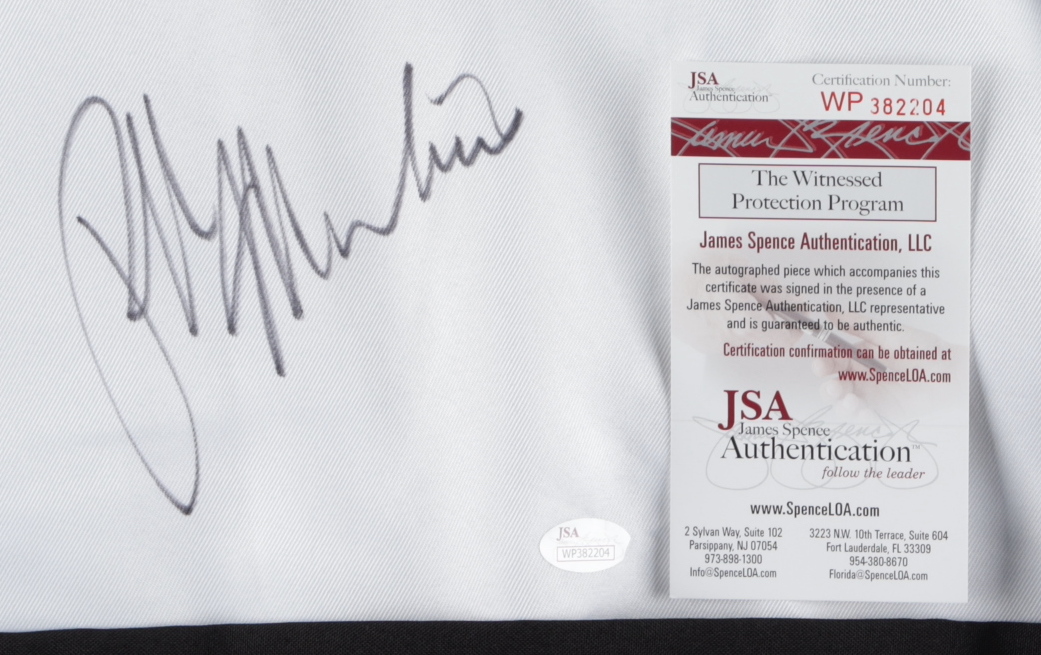 JSA
James Spence
Authentication
Certification Number:
WP 382204
The Witnessed
Protection Program
James Spence Authentication, LLC
The autographed piece which accompanies this
certificate was signed in the presence of a
James Spence Authentication, LLC representative
and is guaranteed to be authentic.
Certification confirmation can be obtained at
www.SpenceLOA.com
JSA
James Spence
Authentication™
follow the leader
www.SpenceLOA.com
2 Sylvan Way, Suite 102
Parsippany, NJ 07054
973-898-1300
Info@SpenceLOA.com
3223 N.W. 10th Terrace, Suite 604
Fort Lauderdale, FL 33309
954-380-8670
Florida@SpenceLOA.com
JSA
WP382204